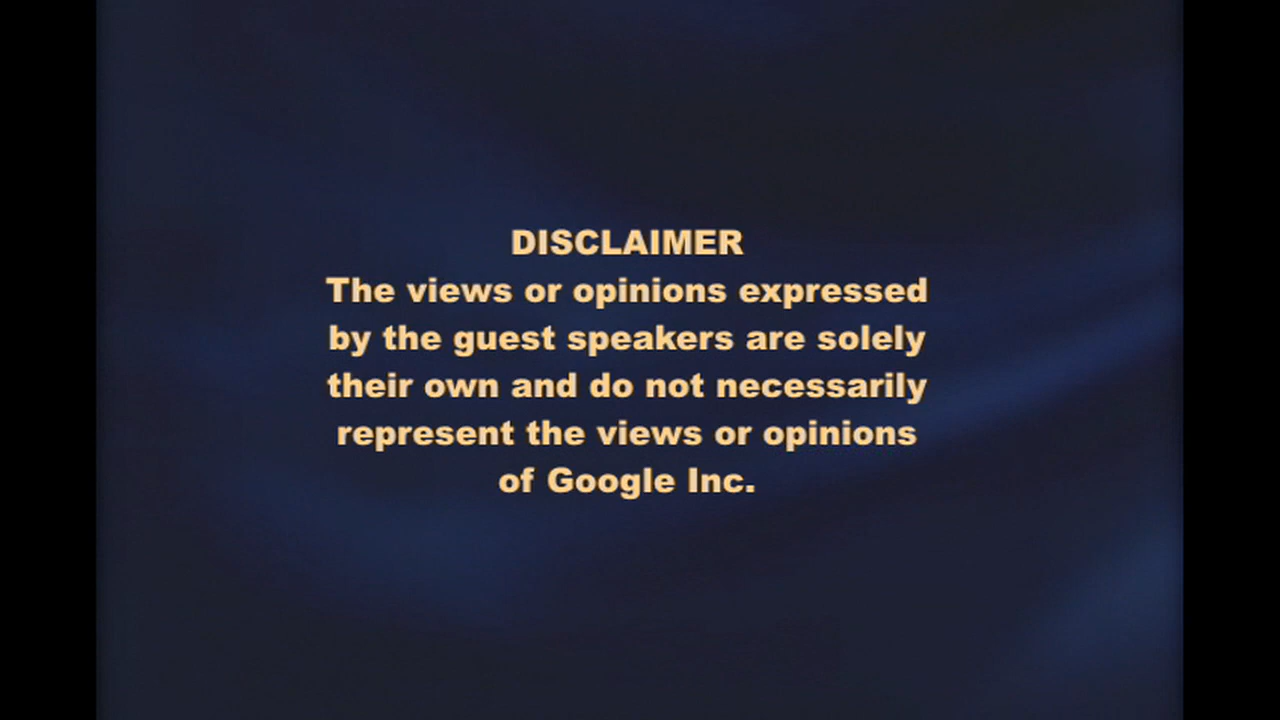 DISCLAIMER
The views or opinions expressed
by the guest speakers are solely
their own and do not necessarily
represent the views or opinions
of Google Inc.